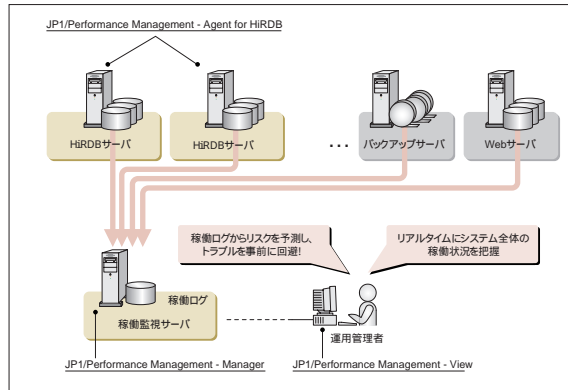 JP1/Performance Management - Agent for HiRDB
HiRDBサーバ
HiRDBサーバ
...
バックアップサーバ
Webサーバ
稼働ログからリスクを予測し、
トラブルを事前に回避!
リアルタイムにシステム全体の
稼働状況を把握
稼働ログ
稼働監視サーバ
運用管理者
JP1/Performance Management - Manager
JP1/Performance Management - View